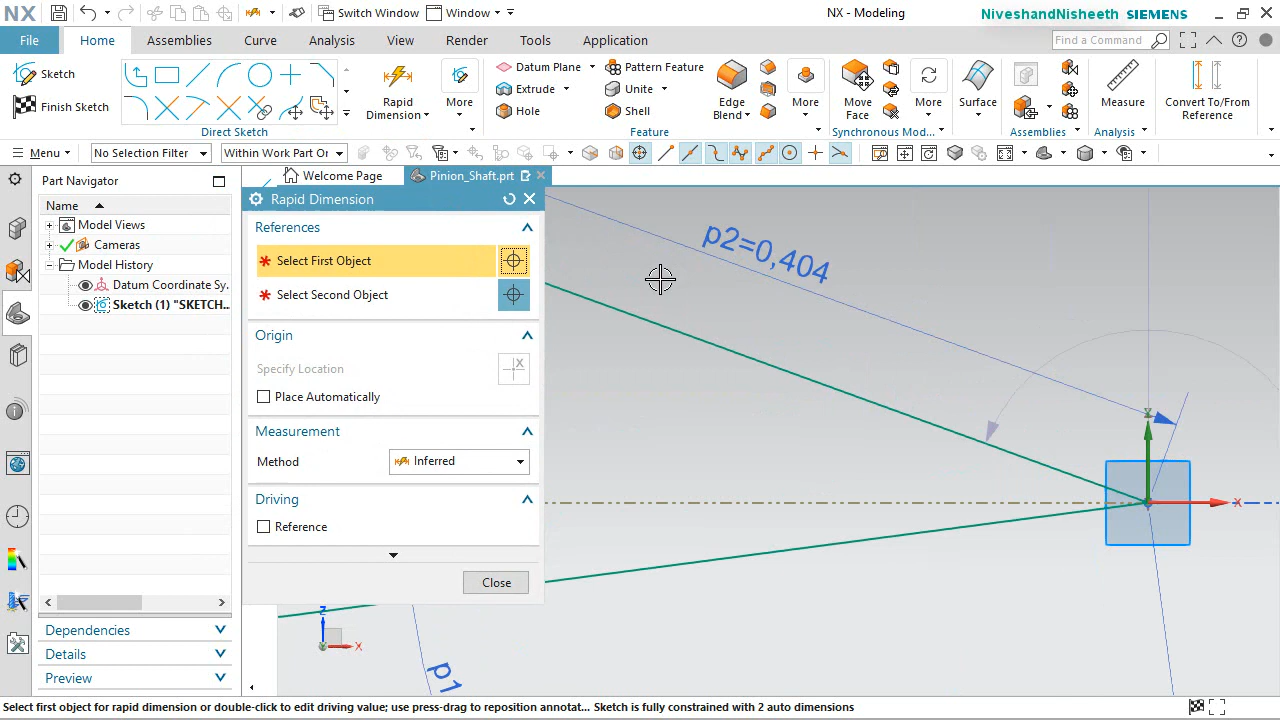 NX
Switch Window
Window
NX - Modeling
NiveshandNisheeth SIEMENS
File
Home
Assemblies
Curve
Analysis
View
Render
Tools
Application
Find a Command
Sketch
Finish Sketch
Rapid Dimension
More
Direct Sketch
Datum Plane
Extrude
Hole
Pattern Feature
Unite
Shell
Edge Blend
More
Feature
Move Face
More
Synchronous Mod...
Surface
Assemblies
Measure
Analysis
Convert To/From Reference
Menu
No Selection Filter
Within Work Part Or
Part Navigator
Name
Model Views
Cameras
Model History
Datum Coordinate Sy.
Sketch (1) "SKETCH...
Dependencies
Details
Preview
Welcome Page
Pinion_Shaft.prt
Rapid Dimension
References
* Select First Object
* Select Second Object
Origin
Specify Location
Place Automatically
Measurement
Method
Inferred
Driving
Reference
Close
p2=0,404
p1
Y
X
Z
Y
X
Select first object for rapid dimension or double-click to edit driving value; use press-drag to reposition annotat... Sketch is fully constrained with 2 auto dimensions